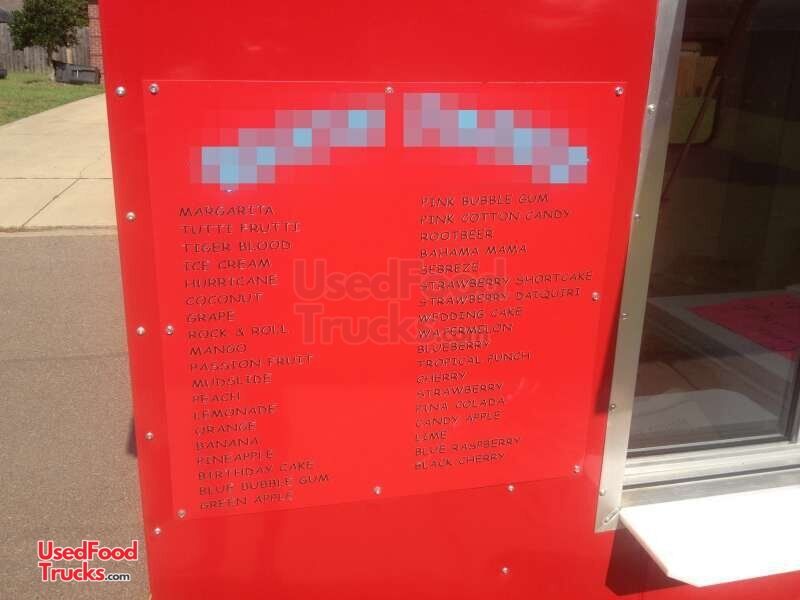 MARGARITA
TUTTI FRUTTI
TIGER BLOOD
ICE CREAM
HURRICANE
COCONUT
GRAPE
ROCK & ROLL
MANGO
PASSION FRUIT
MUDSLIDE
PEACH
LEMONADE
ORANGE
BANANA
PINEAPPLE
BIRTHDAY CAKE
BLUE BUBBLE GUM
GREEN APPLE
PINK BUBBLE GUM
PINK COTTON CANDY
ROOTBEER
BAHAMA MAMA
SEBREZE
STRAWBERRY SHORTCAKE
STRAWBERRY DAIQUIRI
WEDDING CAKE
WATERMELON
BLUEBERRY
TROPICAL PUNCH
CHERRY
STRAWBERRY
PINA COLADA
CANDY APPLE
LIME
BLUE RASPBERRY
BLACK CHERRY
UsedFood
Trucks.com
UsedFood
Trucks.com